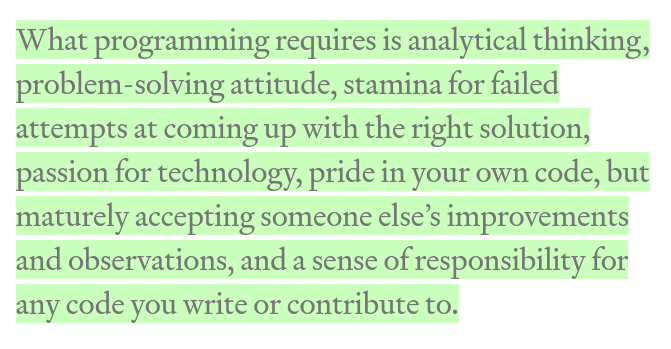 What programming requires is analytical thinking,
problem-solving attitude, stamina for failed
attempts at coming up with the right solution,
passion for technology, pride in your own code, but
maturely accepting someone else’s improvements
and observations, and a sense of responsibility for
any code you write or contribute to.